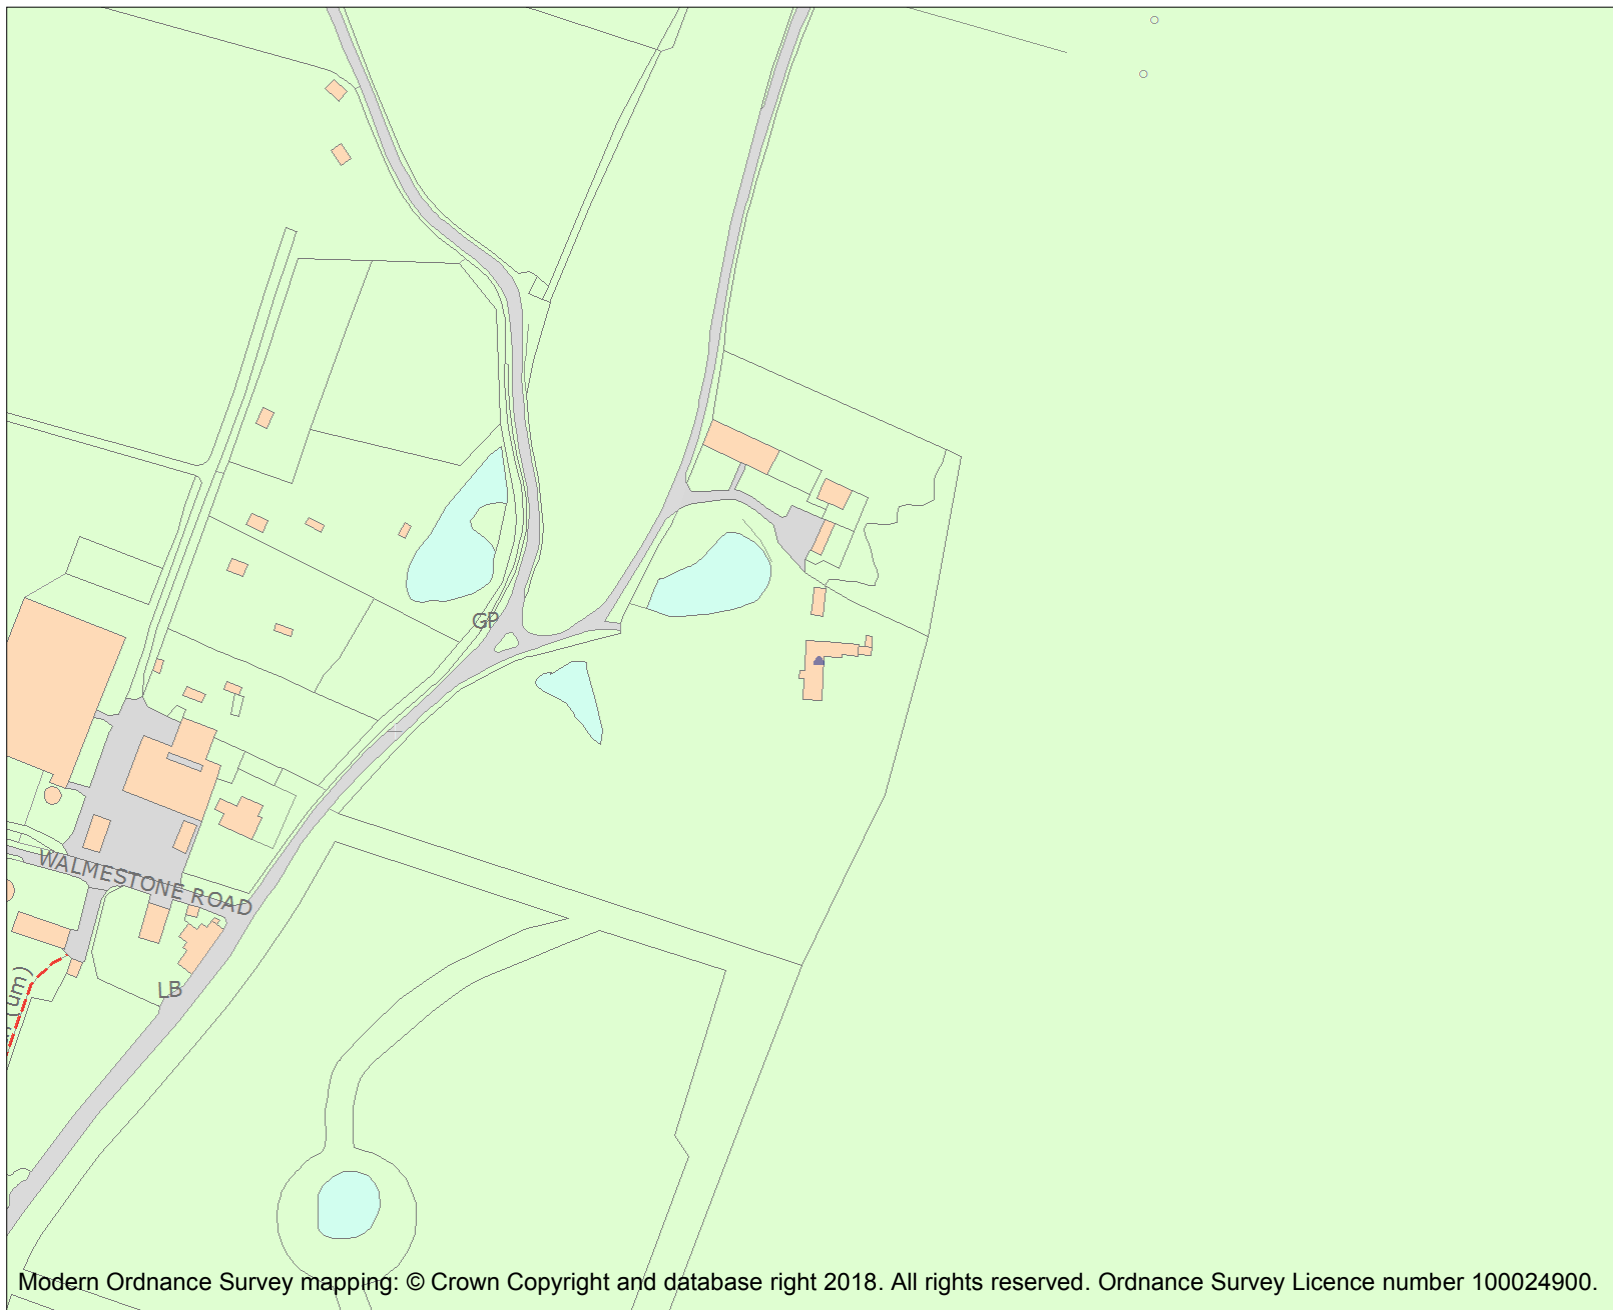 GP
WALMESTONE ROAD
LB
um)
Modern Ordnance Survey mapping: © Crown Copyright and database right 2018. All rights reserved. Ordnance Survey Licence number 100024900.